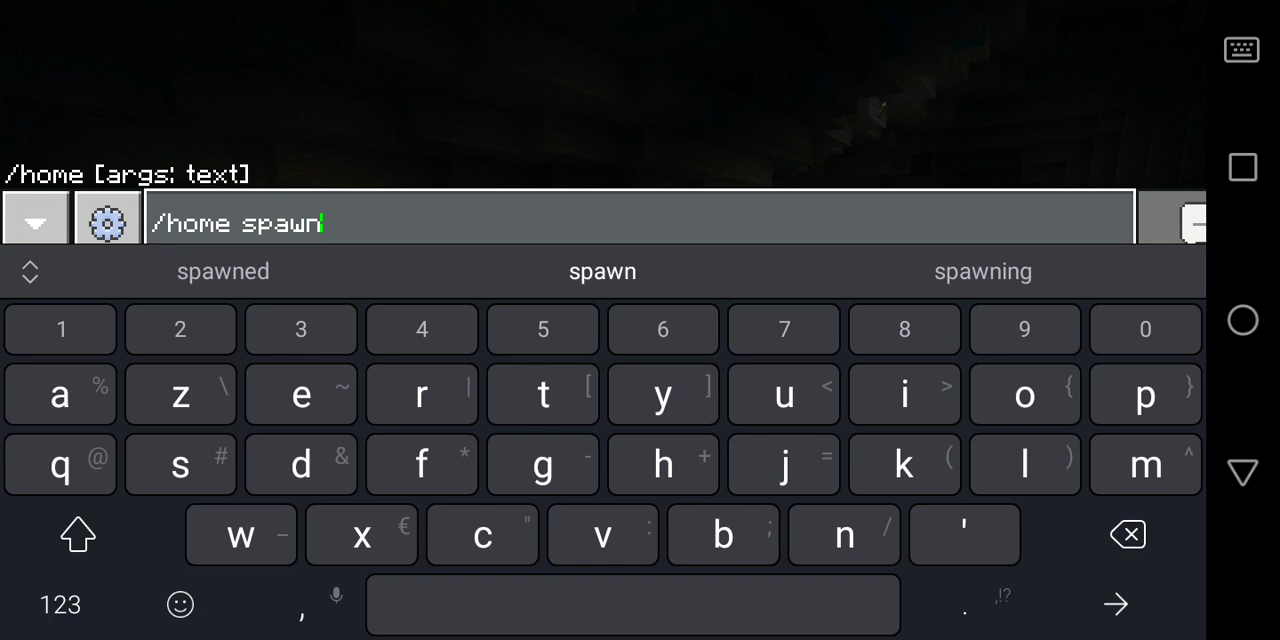 /home [args: text]
/home spawn
spawned spawn spawning
1 2 3 4 5 6 7 8 9 0
a % z \ e ~ r | t [ y ] u < i > o { p }
q @ s # d & f * g - h + j = k ( l ) m ^
w _ x € c " v : b ; n / '
123 , . ,!?